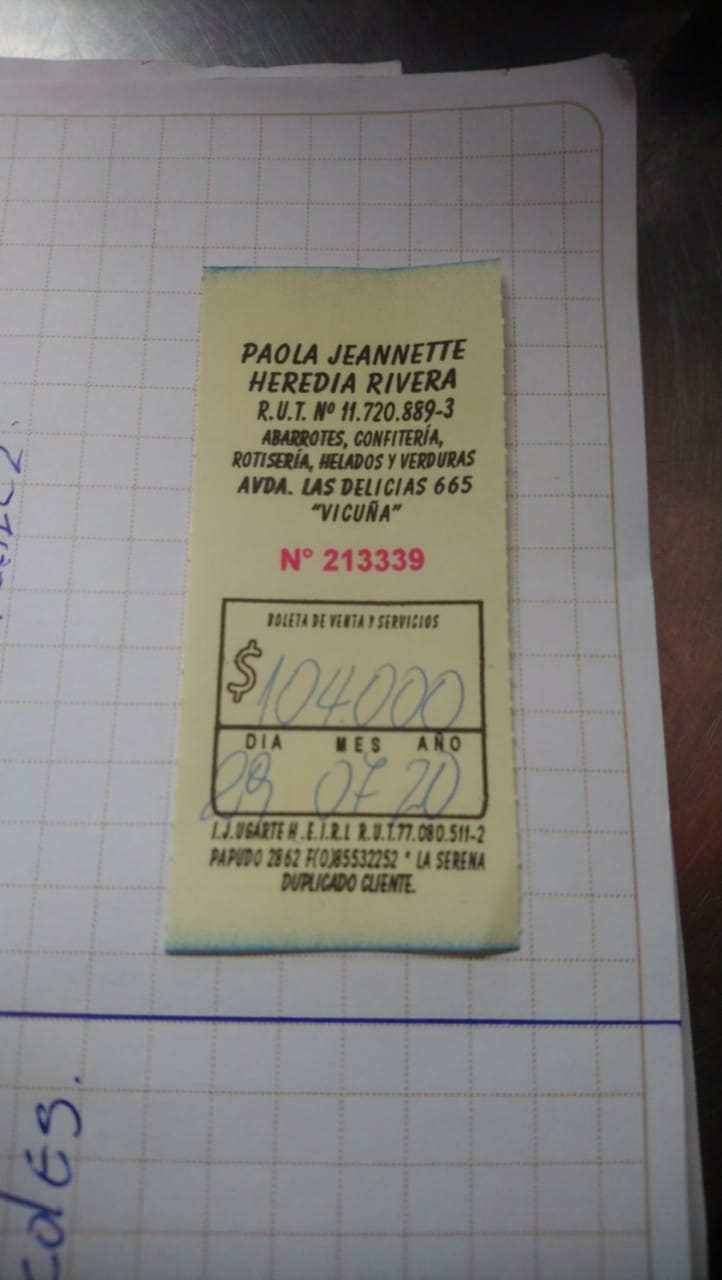 PAOLA JEANNETTE
HEREDIA RIVERA
R.U.T. Nº 11.720.889-3
ABARROTES, CONFITERÍA,
ROTISERÍA, HELADOS Y VERDURAS
AVDA. LAS DELICIAS 665
"VICUÑA"
N° 213339
BOLETA DE VENTA Y SERVICIOS
$ 104.000
DIA MES AÑO
29 07 20
I.J.UGARTE H.E.I.R.L R.U.T.77.080.511-2
PAPUDO 2862 F(0)85532252 * LA SERENA
DUPLICADO CLIENTE.